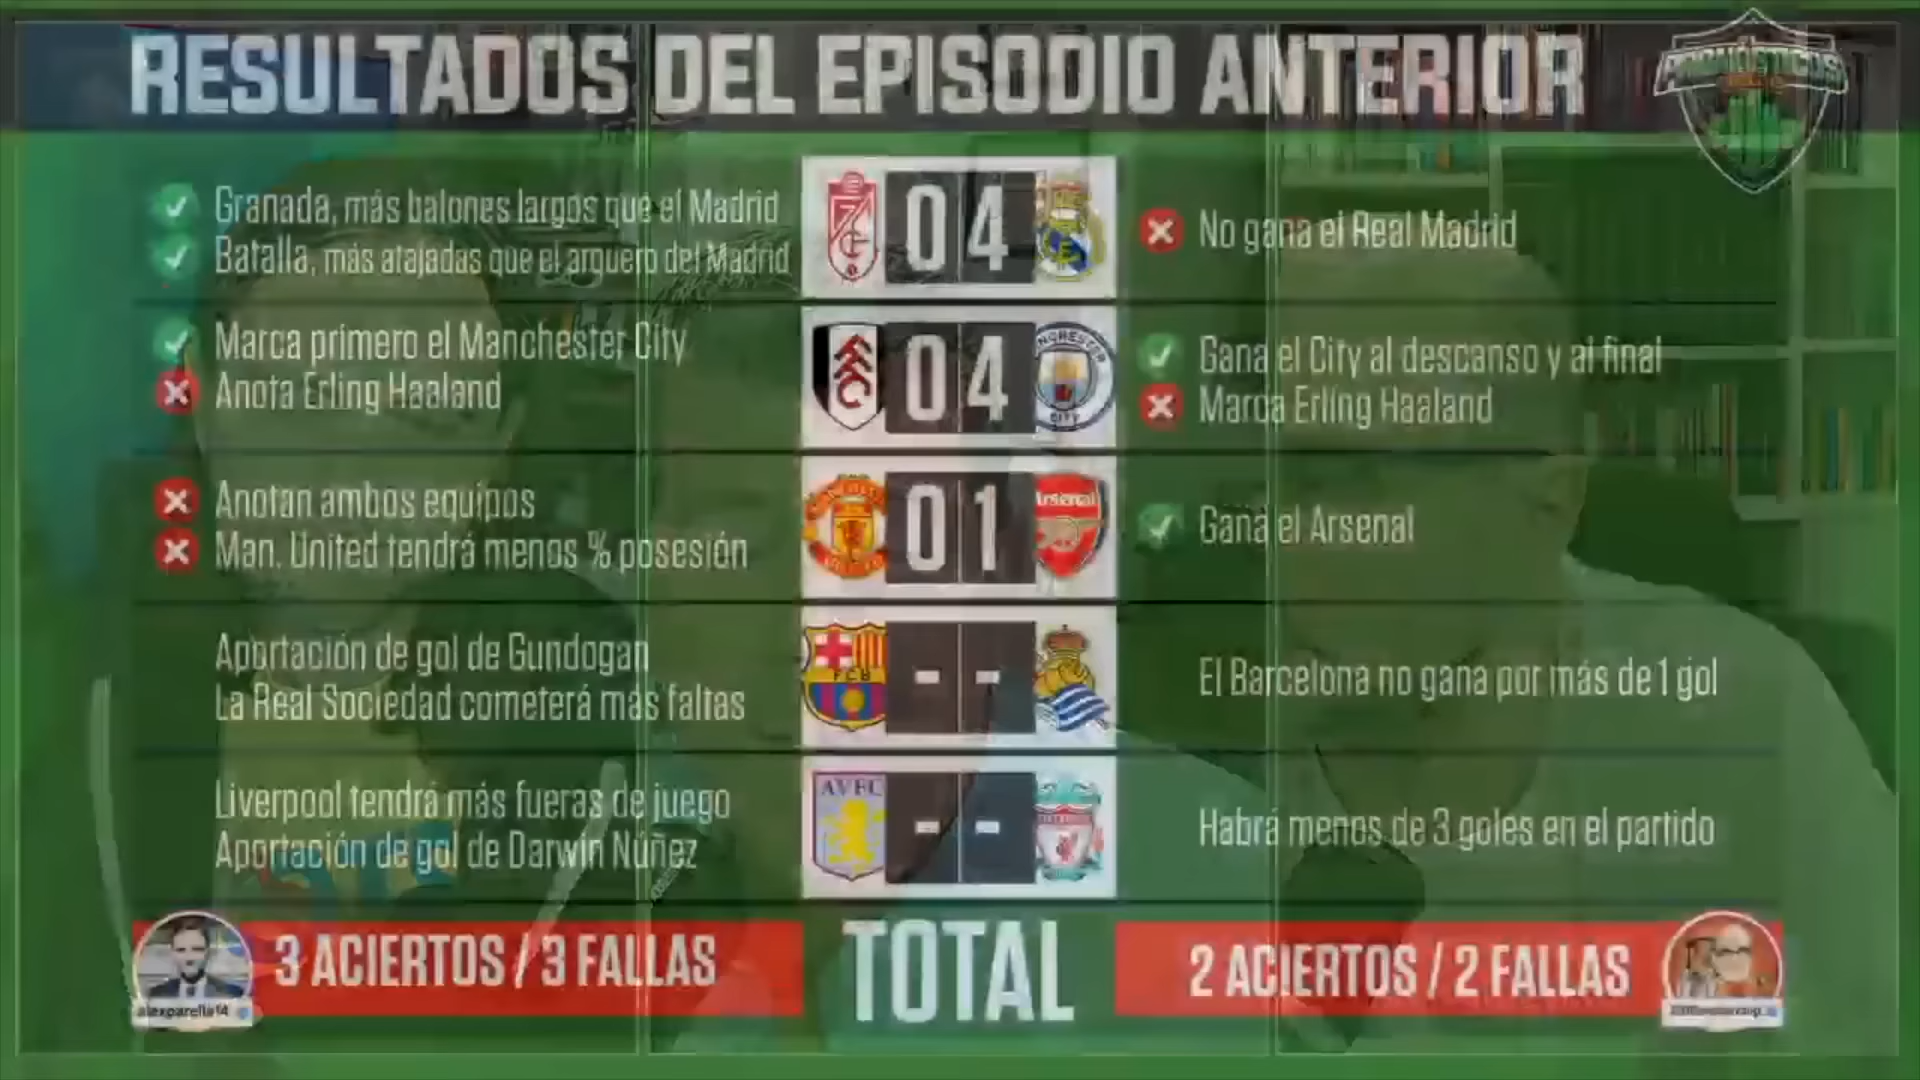 RESULTADOS DEL EPISODIO ANTERIOR
PRONÓSTICOS
Granada, más balones largos que el Madrid
Batalla, más atajadas que el arquero del Madrid
0 4
No gana el Real Madrid
Marca primero el Manchester City
Anota Erling Haaland
0 4
Gana el City al descanso y al final
Marca Erling Haaland
Anotan ambos equipos
Man. United tendrá menos % posesión
0 1
Arsenal
Gana el Arsenal
Aportación de gol de Gundogan
La Real Sociedad cometerá más faltas
FCB
- -
El Barcelona no gana por más de 1 gol
Liverpool tendrá más fueras de juego
Aportación de gol de Darwin Núñez
AVFC
- -
Habrá menos de 3 goles en el partido
alexparella14
3 ACIERTOS / 3 FALLAS
TOTAL
2 ACIERTOS / 2 FALLAS